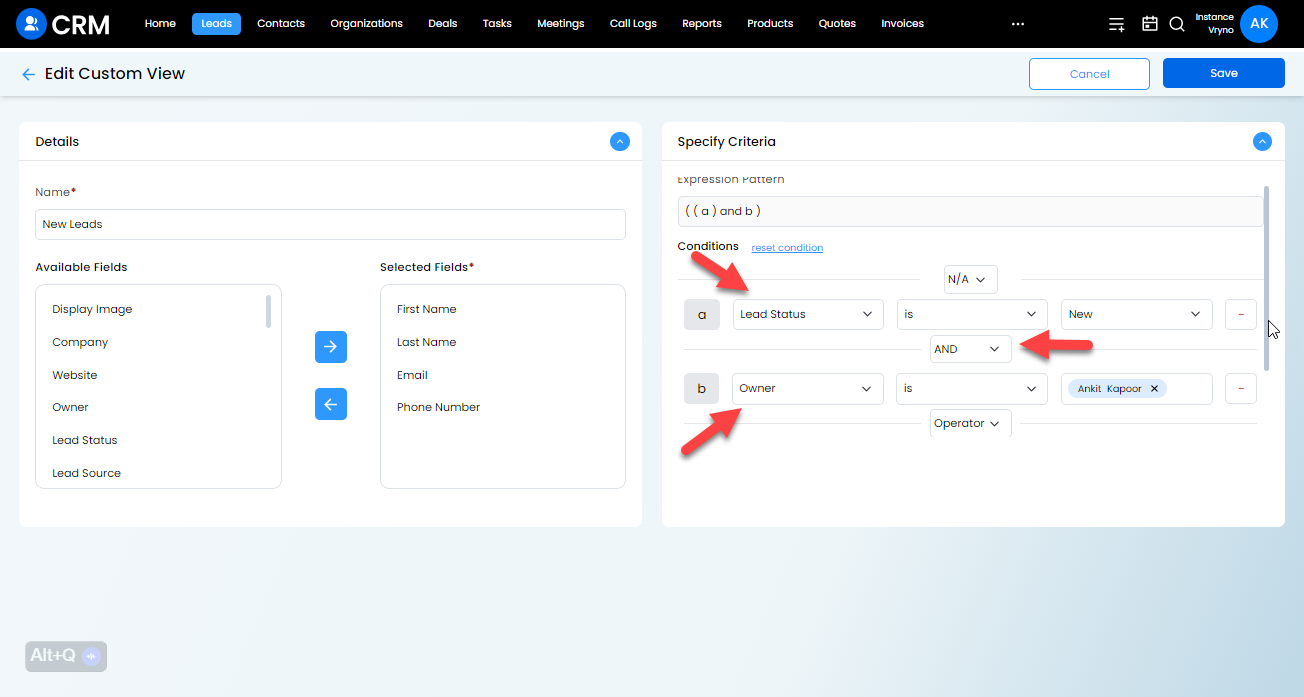 CRM Home Leads Contacts Organizations Deals Tasks Meetings Call Logs Reports Products Quotes Invoices ... Instance Vryno AK
Edit Custom View Cancel Save
Details
Name*
New Leads
Available Fields
Display Image
Company
Website
Owner
Lead Status
Lead Source
Selected Fields*
First Name
Last Name
Email
Phone Number
Specify Criteria
Expression Pattern
( ( a ) and b )
Conditions reset condition
N/A
a Lead Status is New -
AND
b Owner is Ankit Kapoor ✕ -
Operator
Alt+Q